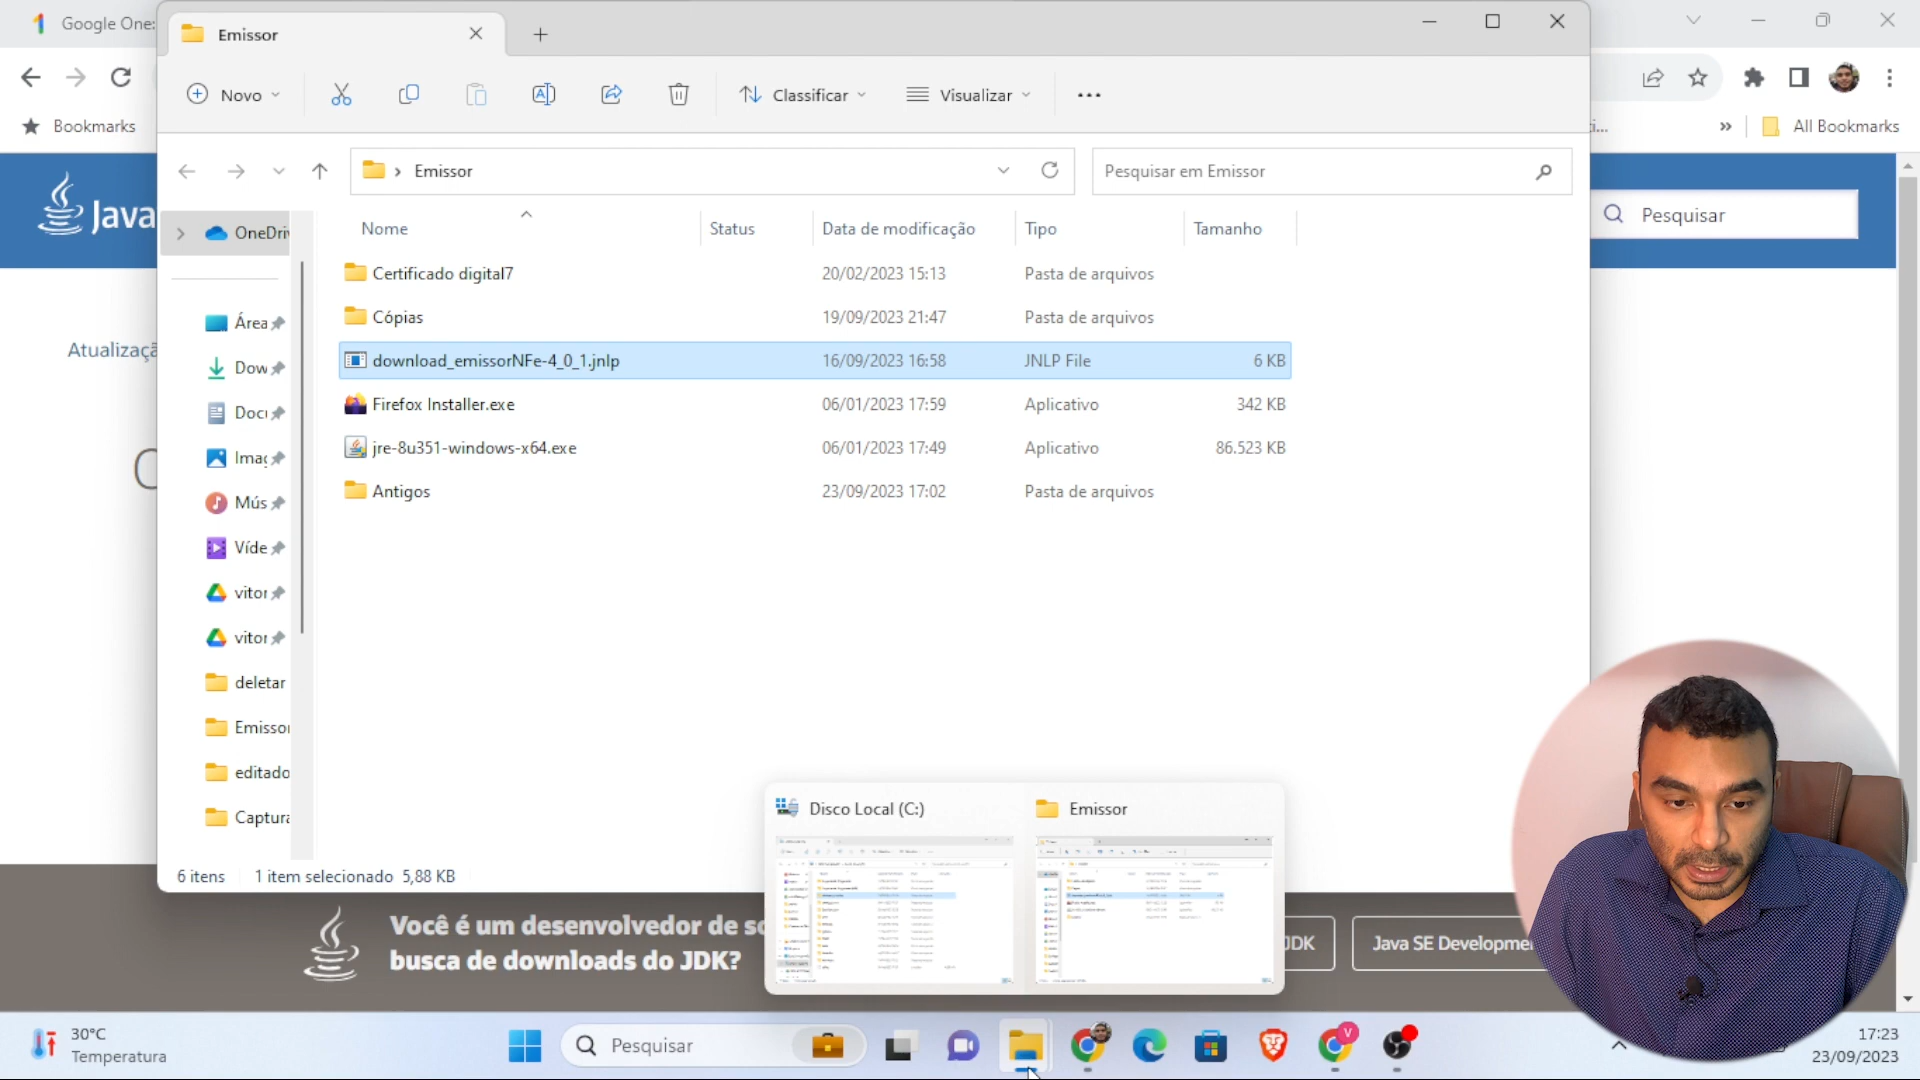 Google One:
Emissor
Bookmarks
All Bookmarks
Novo
Classificar
Visualizar
Emissor
Pesquisar em Emissor
Java
Pesquisar
Atualizaçã
OneDriv
Área
Dow
Docu
Imag
Mús
Víde
vitor
vitor
deletar
Emissor
editado
Captura
Nome
Status
Data de modificação
Tipo
Tamanho
Certificado digital7 20/02/2023 15:13 Pasta de arquivos
Cópias 19/09/2023 21:47 Pasta de arquivos
download_emissorNFe-4_0_1.jnlp 16/09/2023 16:58 JNLP File 6 KB
Firefox Installer.exe 06/01/2023 17:59 Aplicativo 342 KB
jre-8u351-windows-x64.exe 06/01/2023 17:49 Aplicativo 86.523 KB
Antigos 23/09/2023 17:02 Pasta de arquivos
6 itens 1 item selecionado 5,88 KB
Disco Local (C:)
Emissor
Você é um desenvolvedor de so
busca de downloads do JDK?
JDK
Java SE Developmen
30°C
Temperatura
Pesquisar
V
17:23
23/09/2023